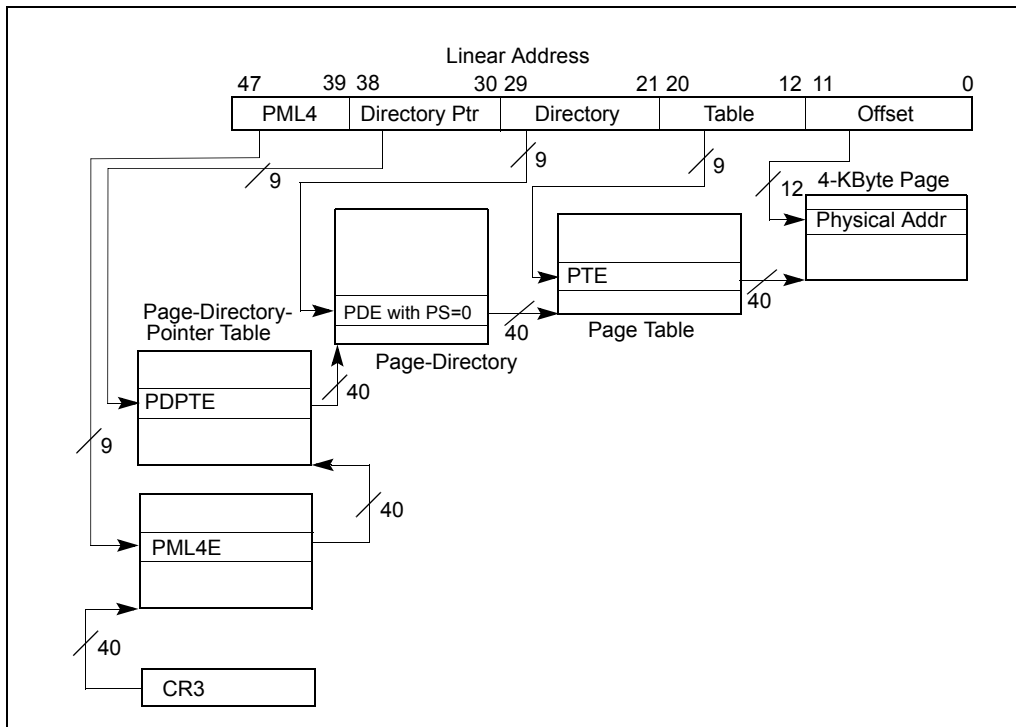 Linear Address
47 39 38 30 29 21 20 12 11 0
PML4 Directory Ptr Directory Table Offset
9 9 9 12 4-KByte Page
Physical Addr
PTE
40
PDE with PS=0
40
Page Table
Page-Directory-
Pointer Table
Page-Directory
40
PDPTE
9
40
PML4E
40
CR3